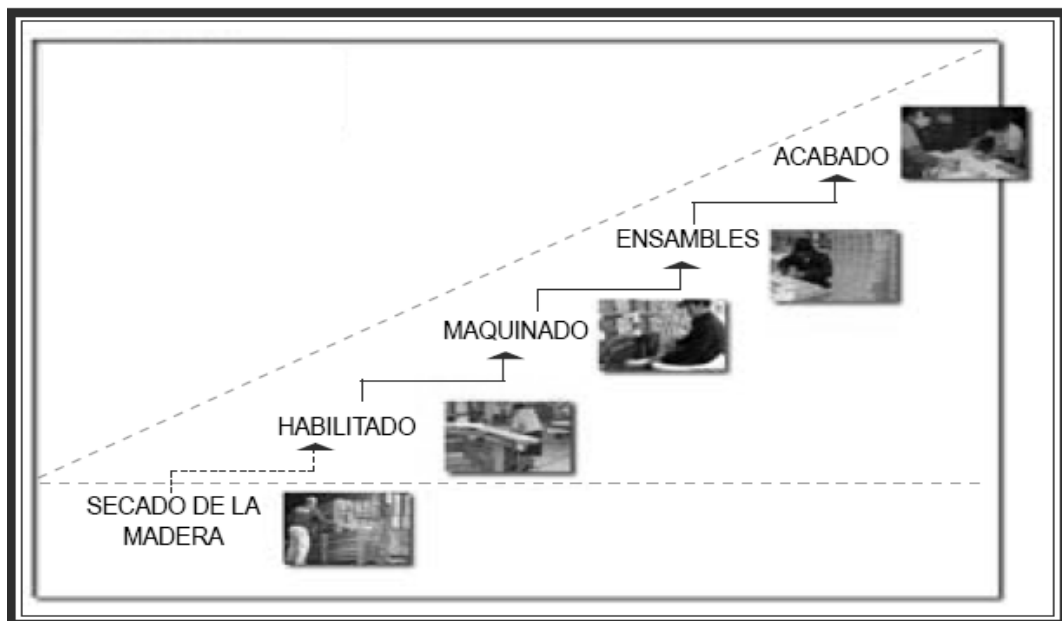 ACABADO
ENSAMBLES
MAQUINADO
HABILITADO
SECADO DE LA
MADERA